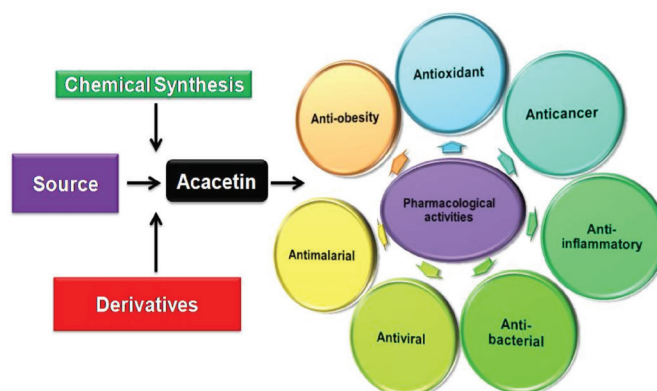 Chemical Synthesis
Source
Acacetin
Derivatives
Pharmacological
activities
Antioxidant
Anticancer
Anti-
inflammatory
Anti-
bacterial
Antiviral
Antimalarial
Anti-obesity